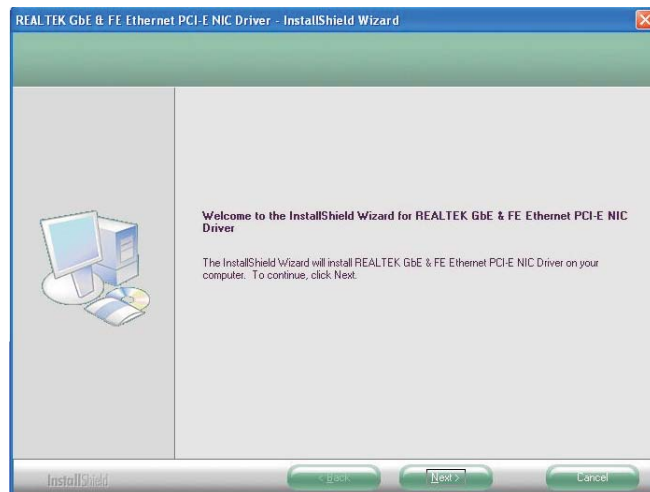 REALTEK GbE & FE Ethernet PCI-E NIC Driver - InstallShield Wizard
Welcome to the InstallShield Wizard for REALTEK GbE & FE Ethernet PCI-E NIC
Driver
The InstallShield Wizard will install REALTEK GbE & FE Ethernet PCI-E NIC Driver on your
computer. To continue, click Next.
InstallShield
< Back
Next >
Cancel